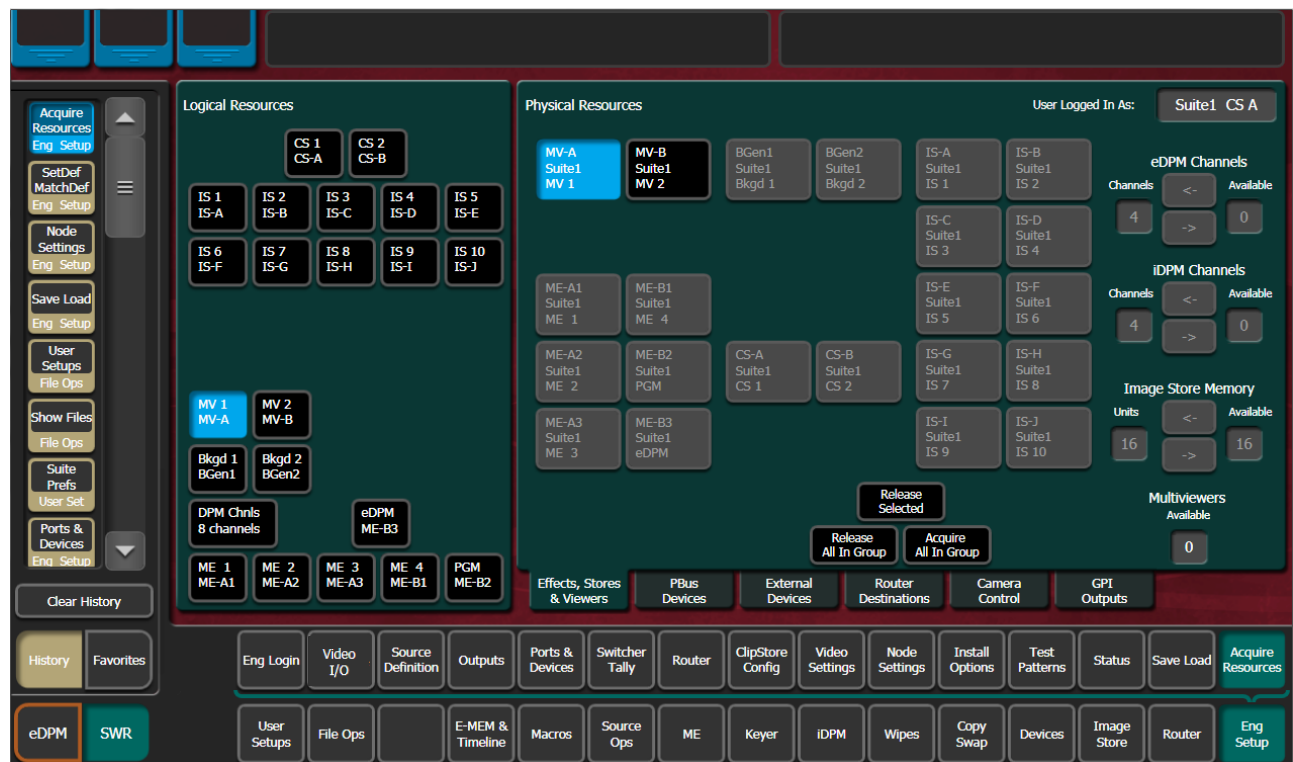 Acquire
Resources
Eng Setup
SetDef
MatchDef
Eng Setup
Node
Settings
Eng Setup
Save Load
Eng Setup
User
Setups
File Ops
Show Files
File Ops
Suite
Prefs
User Set
Ports &
Devices
Eng Setup
Clear History
History
Favorites
eDPM
SWR
Logical Resources
CS 1
CS-A
CS 2
CS-B
IS 1
IS-A
IS 2
IS-B
IS 3
IS-C
IS 4
IS-D
IS 5
IS-E
IS 6
IS-F
IS 7
IS-G
IS 8
IS-H
IS 9
IS-I
IS 10
IS-J
MV 1
MV-A
MV 2
MV-B
Bkgd 1
BGen1
Bkgd 2
BGen2
DPM Chnls
8 channels
eDPM
ME-B3
ME 1
ME-A1
ME 2
ME-A2
ME 3
ME-A3
ME 4
ME-B1
PGM
ME-B2
Physical Resources
User Logged In As:
Suite1 CS A
MV-A
Suite1
MV 1
MV-B
Suite1
MV 2
BGen1
Suite1
Bkgd 1
BGen2
Suite1
Bkgd 2
IS-A
Suite1
IS 1
IS-B
Suite1
IS 2
IS-C
Suite1
IS 3
IS-D
Suite1
IS 4
ME-A1
Suite1
ME 1
ME-B1
Suite1
ME 4
IS-E
Suite1
IS 5
IS-F
Suite1
IS 6
ME-A2
Suite1
ME 2
ME-B2
Suite1
PGM
CS-A
Suite1
CS 1
CS-B
Suite1
CS 2
IS-G
Suite1
IS 7
IS-H
Suite1
IS 8
ME-A3
Suite1
ME 3
ME-B3
Suite1
eDPM
IS-I
Suite1
IS 9
IS-J
Suite1
IS 10
eDPM Channels
Channels
<-
Available
4
->
0
iDPM Channels
Channels
<-
Available
4
->
0
Image Store Memory
Units
<-
Available
16
->
16
Multiviewers
Available
0
Release
Selected
Release
All In Group
Acquire
All In Group
Effects, Stores
& Viewers
PBus
Devices
External
Devices
Router
Destinations
Camera
Control
GPI
Outputs
Eng Login
Video
I/O
Source
Definition
Outputs
Ports &
Devices
Switcher
Tally
Router
ClipStore
Config
Video
Settings
Node
Settings
Install
Options
Test
Patterns
Status
Save Load
Acquire
Resources
User
Setups
File Ops
E-MEM &
Timeline
Macros
Source
Ops
ME
Keyer
iDPM
Wipes
Copy
Swap
Devices
Image
Store
Router
Eng
Setup